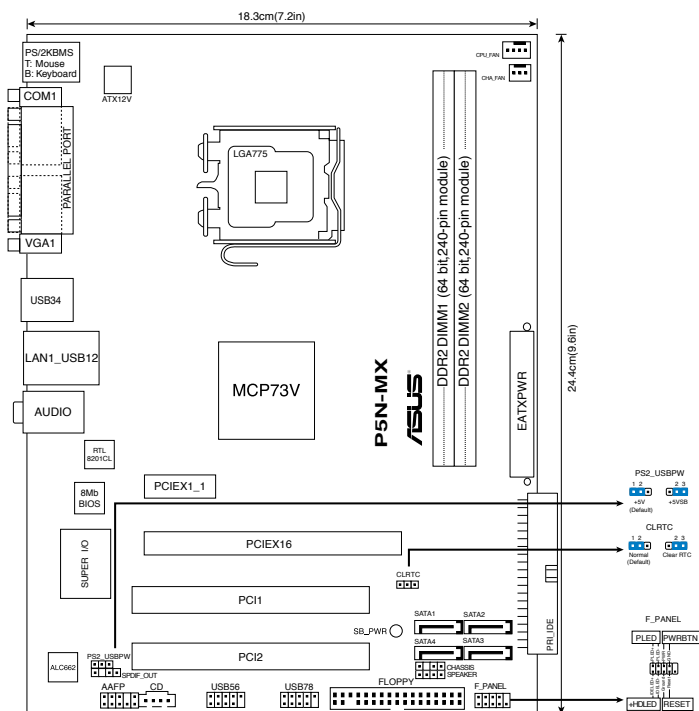 18.3cm(7.2in)
PS/2KBMS
T: Mouse
B: Keyboard
ATX12V
COM1
PARALLEL PORT
VGA1
CPU_FAN
CHA_FAN
LGA775
DDR2 DIMM1 (64 bit,240-pin module)
DDR2 DIMM2 (64 bit,240-pin module)
24.4cm(9.6in)
USB34
LAN1_USB12
AUDIO
MCP73V
P5N-MX
ASUS
EATXPWR
RTL
8201CL
8Mb
BIOS
SUPER I/O
PCIEX1_1
PCIEX16
CLRTC
PCI1
PCI2
SB_PWR
SATA1
SATA2
SATA4
SATA3
PRI_IDE
PS2_USBPW
1 2
2 3
+5V
(Default)
+5VSB
CLRTC
1 2
2 3
Normal
(Default)
Clear RTC
F_PANEL
PLED
PWRBTN
+HDLED
RESET
ALC662
PS2_USBPW
SPDIF_OUT
AAFP
CD
USB56
USB78
FLOPPY
CHASSIS
SPEAKER
F_PANEL